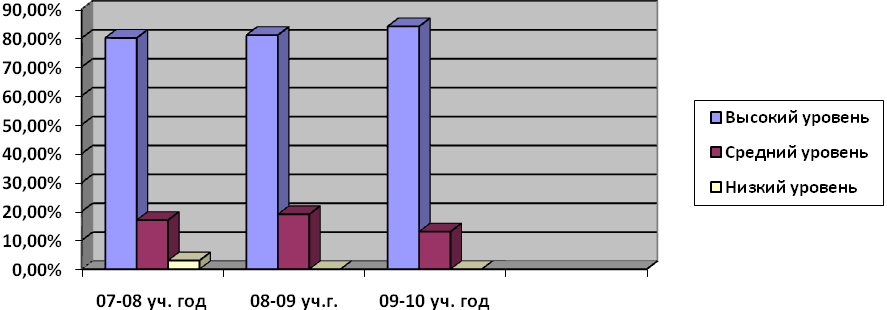 90,00%
80,00%
70,00%
60,00%
50,00%
40,00%
30,00%
20,00%
10,00%
0,00%
07-08 уч. год
08-09 уч.г.
09-10 уч. год
Высокий уровень
Средний уровень
Низкий уровень